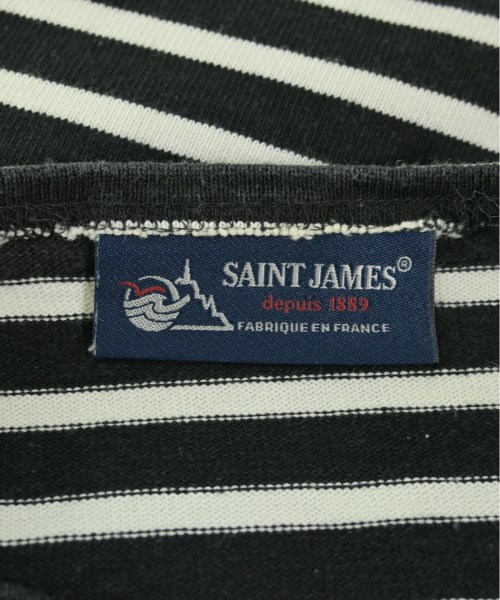 SAINT JAMES®
depuis 1889
FABRIQUE EN FRANCE